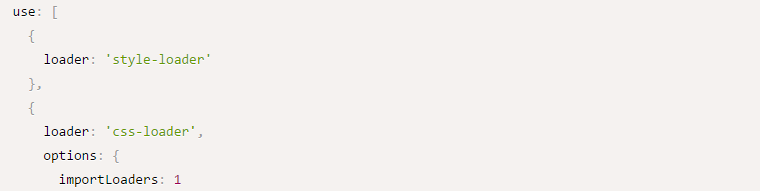 use: [
  {
    loader: 'style-loader'
  },
  {
    loader: 'css-loader',
    options: {
      importLoaders: 1